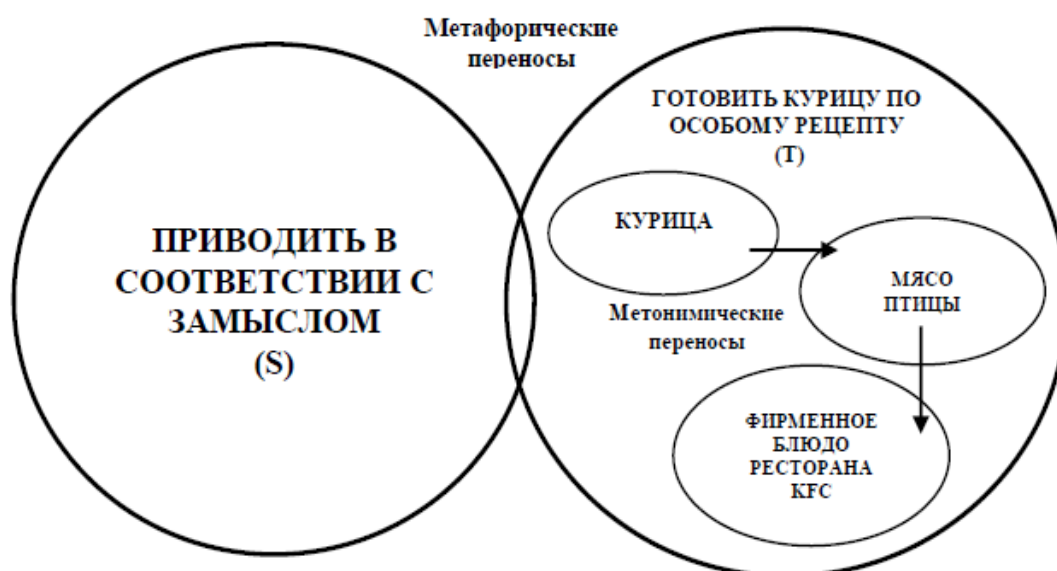 Метафорические
переносы
ПРИВОДИТЬ В
СООТВЕТСТВИИ С
ЗАМЫСЛОМ
(S)
ГОТОВИТЬ КУРИЦУ ПО
ОСОБОМУ РЕЦЕПТУ
(Т)
КУРИЦА
МЯСО
ПТИЦЫ
Метонимические
переносы
ФИРМЕННОЕ
БЛЮДО
РЕСТОРАНА
KFC